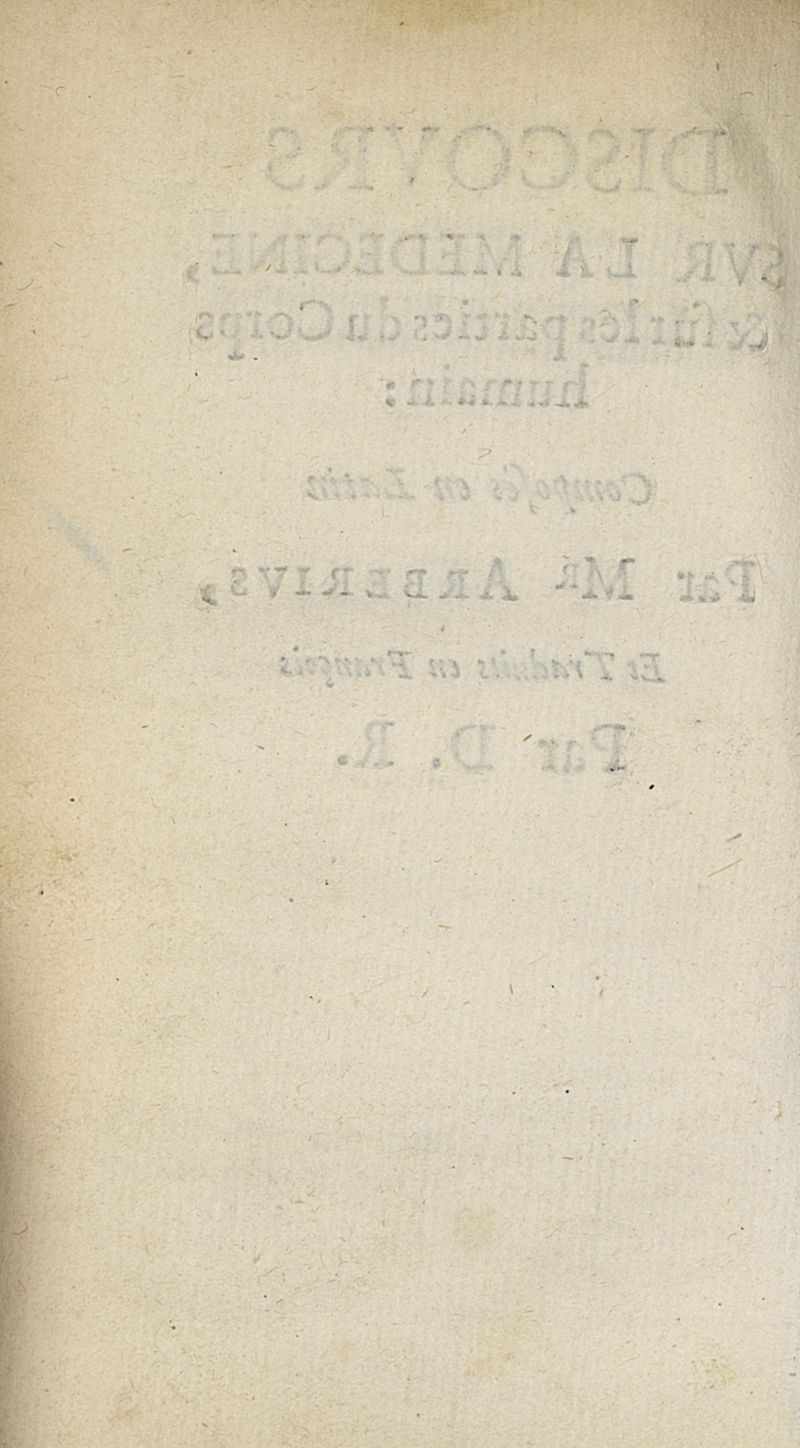 DISCOVRS
SVR LA MEDECINE,
& sur les parties du Corps
humain:
Composés en Latin
Par Mr. ARBERIVS,
Et Traduits en François
Par D. R.